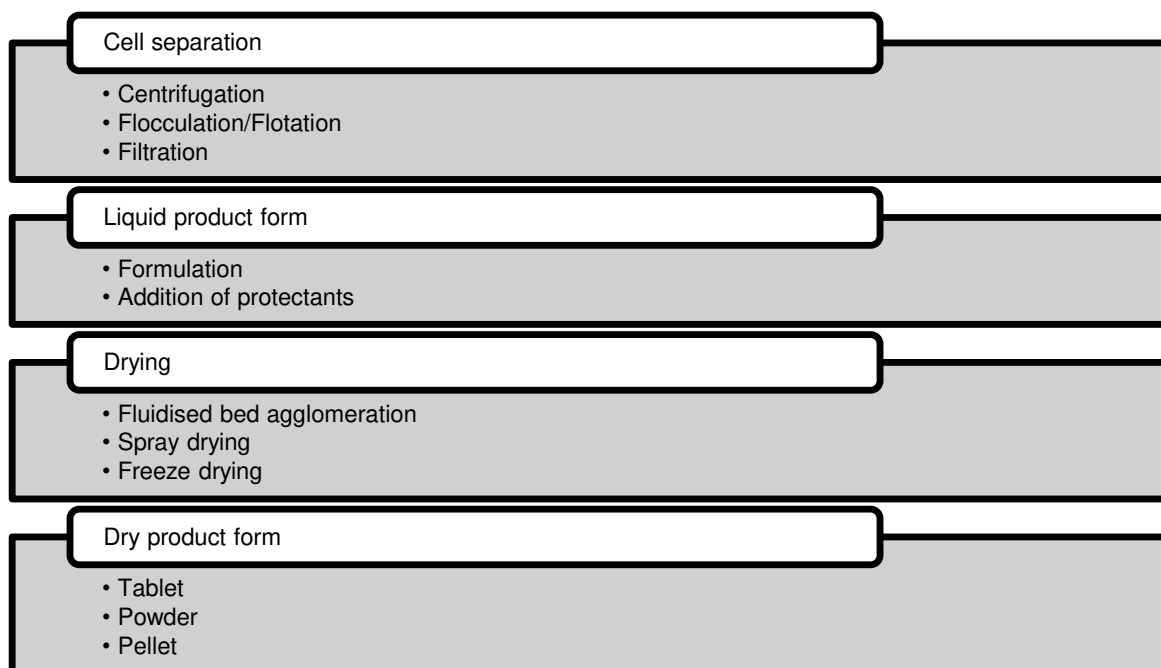 Cell separation
• Centrifugation
• Flocculation/Flotation
• Filtration
Liquid product form
• Formulation
• Addition of protectants
Drying
• Fluidised bed agglomeration
• Spray drying
• Freeze drying
Dry product form
• Tablet
• Powder
• Pellet